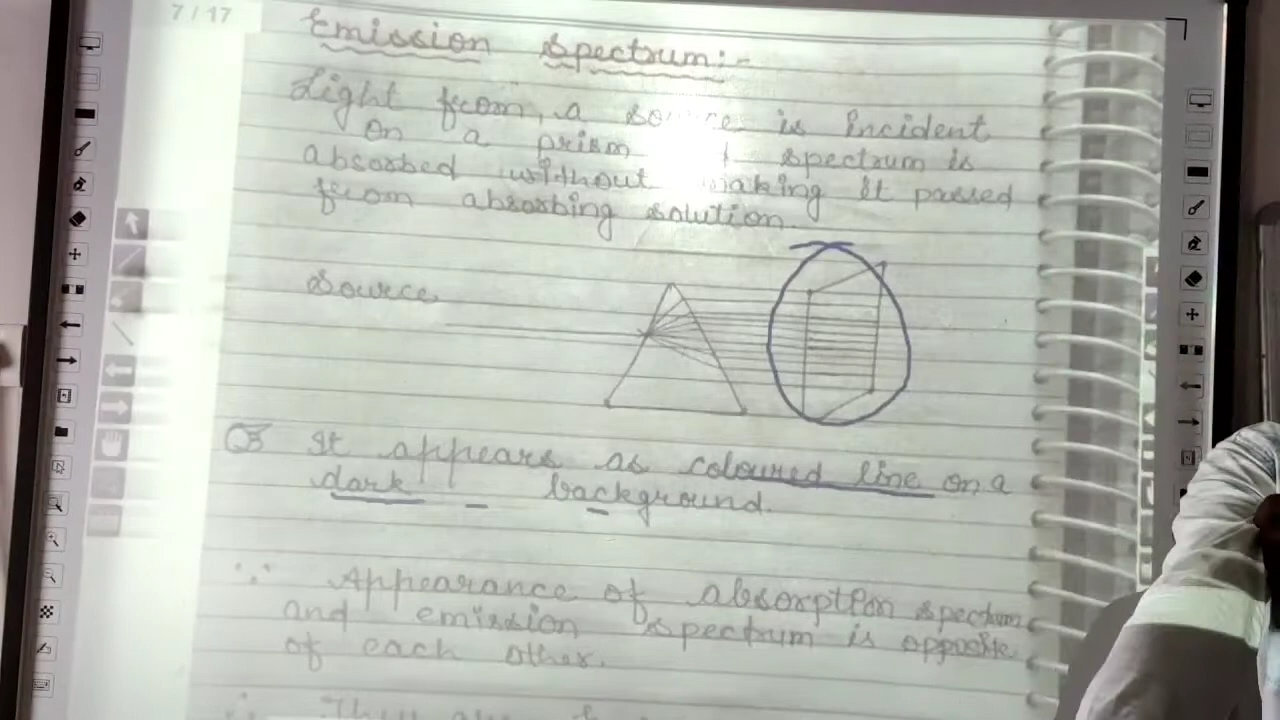 7/17
Emission spectrum:-
Light from, a source is incident
on a prism spectrum is
absorbed without making it passed
from absorbing solution.
Source
It appears as coloured line on a
dark - background.
∵ Appearance of absorption spectrum
and emission spectrum is opposite
of each other.